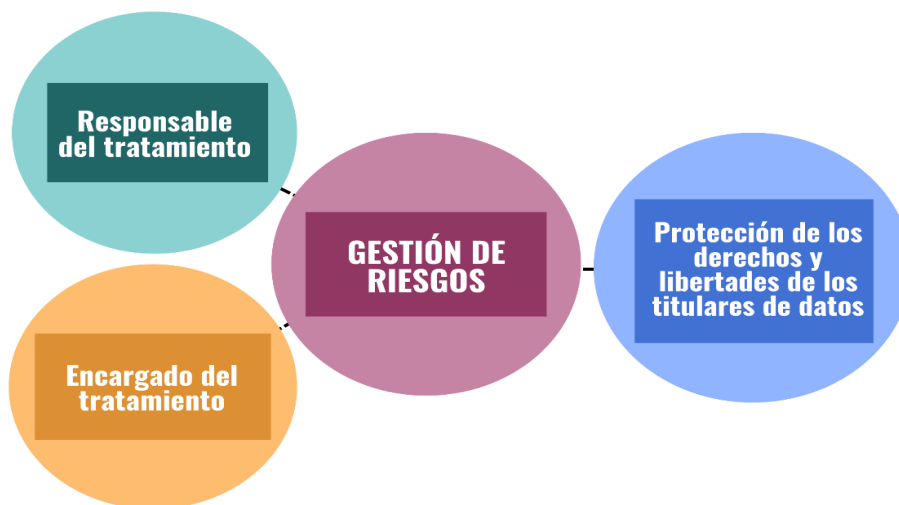 Responsable
del tratamiento
GESTIÓN DE
RIESGOS
Protección de los
derechos y
libertades de los
titulares de datos
Encargado del
tratamiento